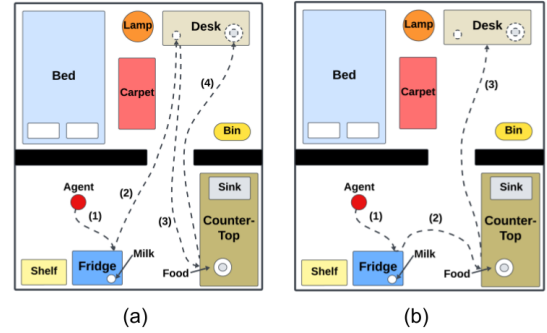 Lamp
Desk
Bed
(4)
Carpet
Bin
Agent
(2)
Sink
(1)
(3)
Counter-
Top
Milk
Fridge
Shelf
Food
(a)
Lamp
Desk
Bed
(3)
Carpet
Bin
Agent
Sink
(1)
(2)
Counter-
Top
Milk
Fridge
Shelf
Food
(b)